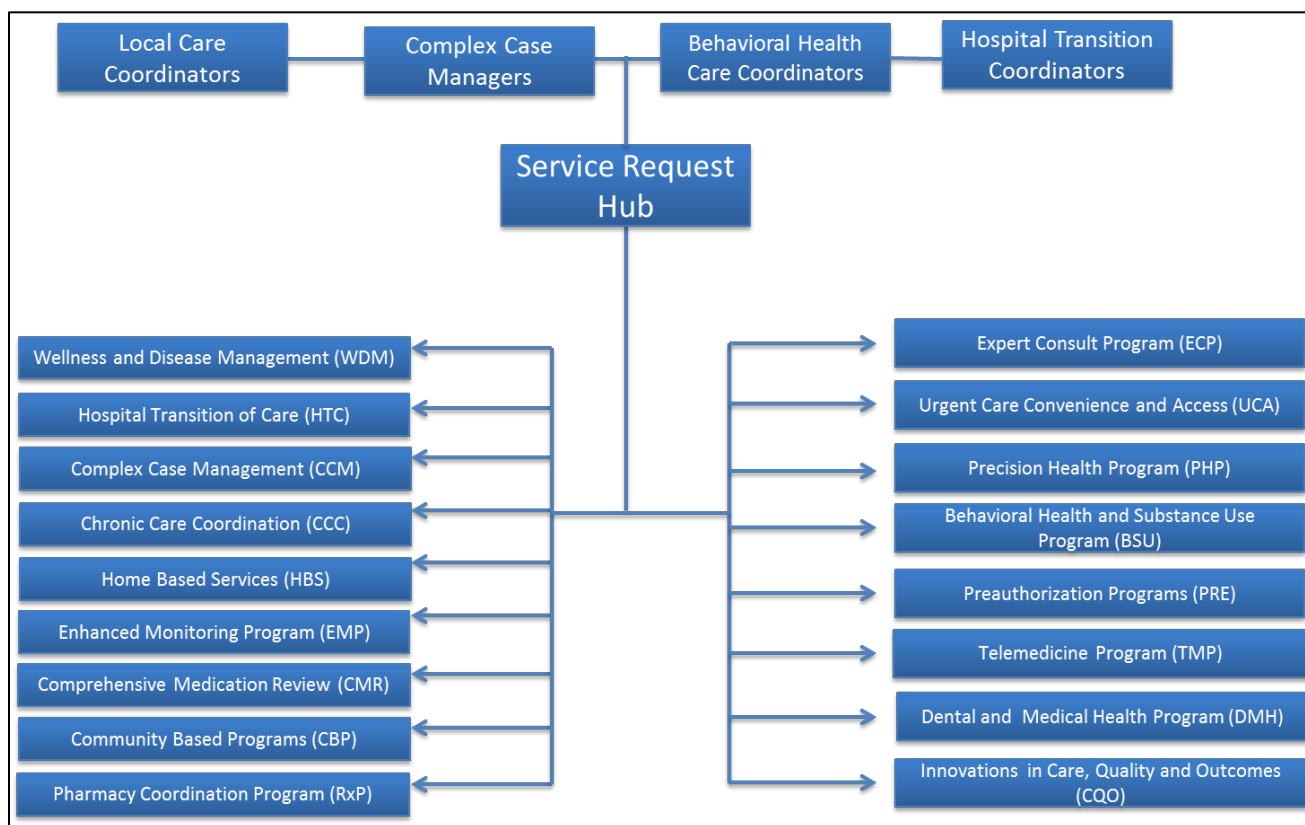 Local Care
Coordinators
Complex Case
Managers
Behavioral Health
Care Coordinators
Hospital Transition
Coordinators
Service Request
Hub
Wellness and Disease Management (WDM)
Hospital Transition of Care (HTC)
Complex Case Management (CCM)
Chronic Care Coordination (CCC)
Home Based Services (HBS)
Enhanced Monitoring Program (EMP)
Comprehensive Medication Review (CMR)
Community Based Programs (CBP)
Pharmacy Coordination Program (RxP)
Expert Consult Program (ECP)
Urgent Care Convenience and Access (UCA)
Precision Health Program (PHP)
Behavioral Health and Substance Use
Program (BSU)
Preauthorization Programs (PRE)
Telemedicine Program (TMP)
Dental and Medical Health Program (DMH)
Innovations in Care, Quality and Outcomes
(CQO)